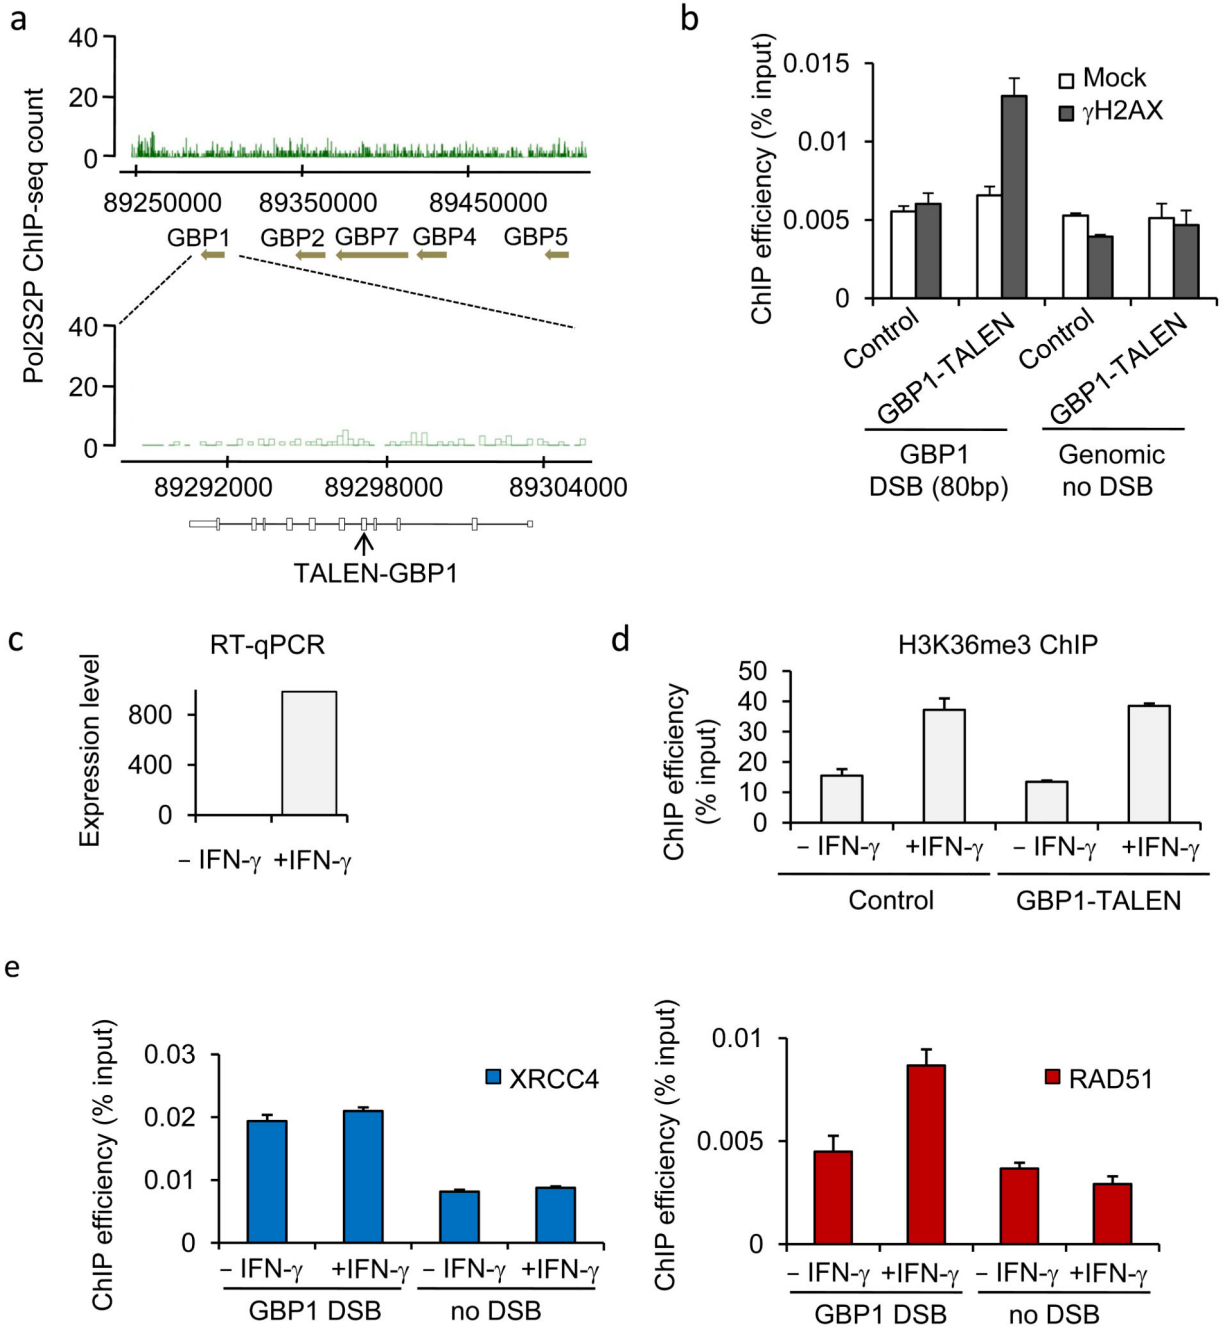 a
Pol2S2P ChIP-seq count
40
20
0
89250000 89350000 89450000
GBP1 GBP2 GBP7 GBP4 GBP5
40
20
0
89292000 89298000 89304000
TALEN-GBP1
b
ChIP efficiency (% input)
0.015
0.01
0.005
0
Mock
γH2AX
Control GBP1-TALEN Control GBP1-TALEN
GBP1 Genomic
DSB (80bp) no DSB
c
RT-qPCR
Expression level
800
400
0
– IFN-γ +IFN-γ
d
H3K36me3 ChIP
ChIP efficiency
(% input)
50
40
30
20
10
0
– IFN-γ +IFN-γ – IFN-γ +IFN-γ
Control GBP1-TALEN
e
ChIP efficiency (% input)
0.03
0.02
0.01
0
XRCC4
– IFN-γ +IFN-γ – IFN-γ +IFN-γ
GBP1 DSB no DSB
ChIP efficiency (% input)
0.01
0.005
0
RAD51
– IFN-γ +IFN-γ – IFN-γ +IFN-γ
GBP1 DSB no DSB